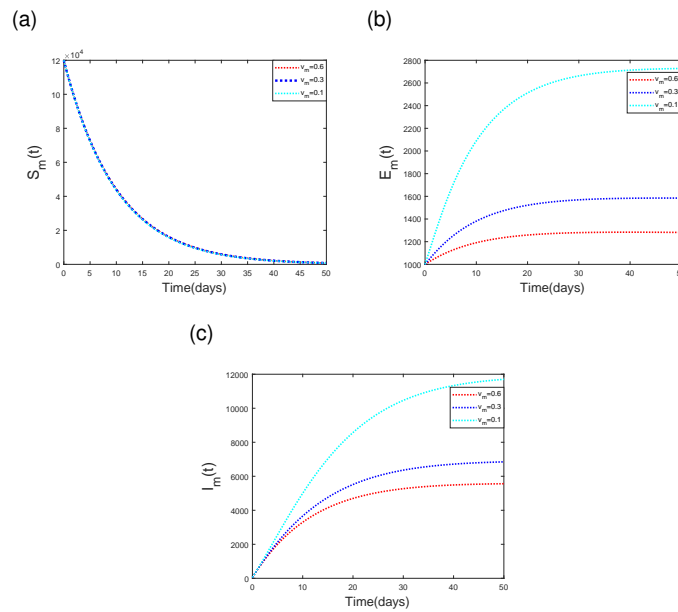 (a)
×10^4
12
10
8
6
4
2
0
0 5 10 15 20 25 30 35 40 45 50
S_m(t)
Time(days)
v_m=0.6
v_m=0.3
v_m=0.1
(b)
2800
2600
2400
2200
2000
1800
1600
1400
1200
1000
0 10 20 30 40 50
E_m(t)
Time(days)
v_m=0.6
v_m=0.3
v_m=0.1
(c)
12000
10000
8000
6000
4000
2000
0
0 10 20 30 40 50
I_m(t)
Time(days)
v_m=0.6
v_m=0.3
v_m=0.1